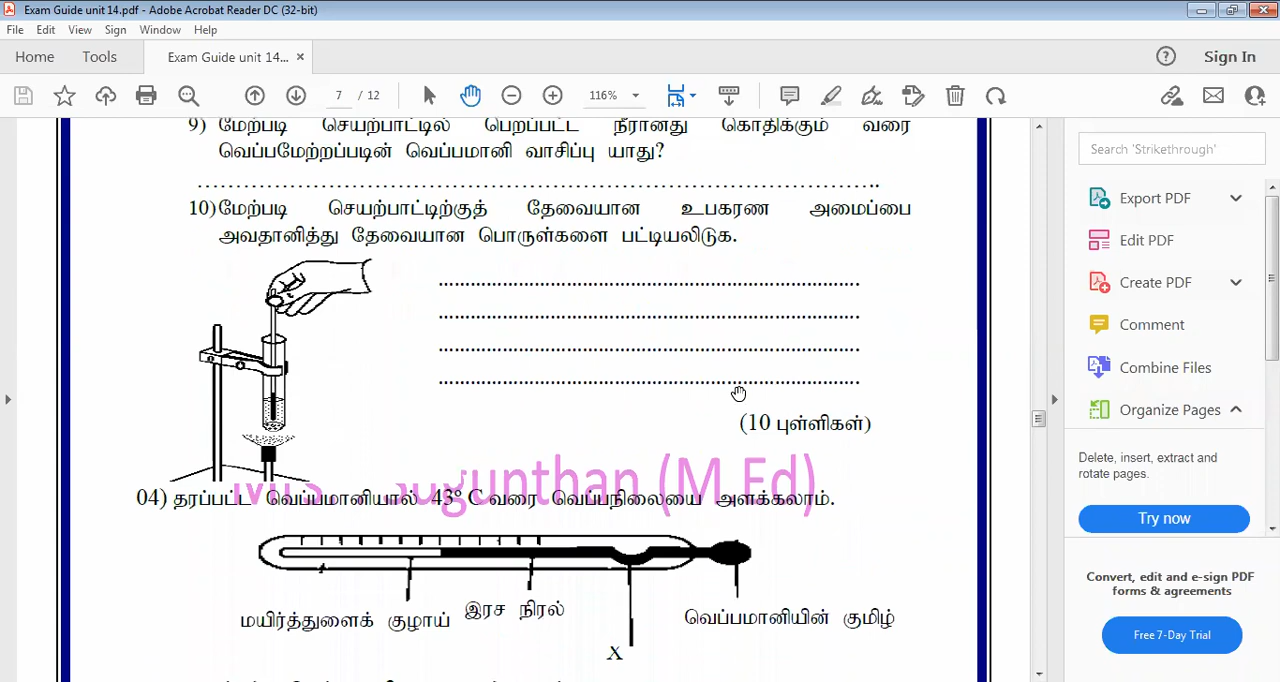 Exam Guide unit 14.pdf - Adobe Acrobat Reader DC (32-bit)
File Edit View Sign Window Help
Home Tools Exam Guide unit 14... × Sign In
7 / 12 116%
9) மேற்படி செயற்பாட்டில் பெறப்பட்ட நீரானது கொதிக்கும் வரை
வெப்பமேற்றப்படின் வெப்பமானி வாசிப்பு யாது?
10)மேற்படி செயற்பாட்டிற்குத் தேவையான உபகரண அமைப்பை
அவதானித்து தேவையான பொருள்களை பட்டியலிடுக.
(10 புள்ளிகள்)
04) தரப்பட்ட வெப்பமானியால் 43° C வரை வெப்பநிலையை அளக்கலாம்.
மயிர்த்துளைக் குழாய்
இரச நிரல்
வெப்பமானியின் குமிழ்
X
Search 'Strikethrough'
Export PDF
Edit PDF
Create PDF
Comment
Combine Files
Organize Pages
Delete, insert, extract and
rotate pages.
Try now
Convert, edit and e-sign PDF
forms & agreements
Free 7-Day Trial
(M.Ed)